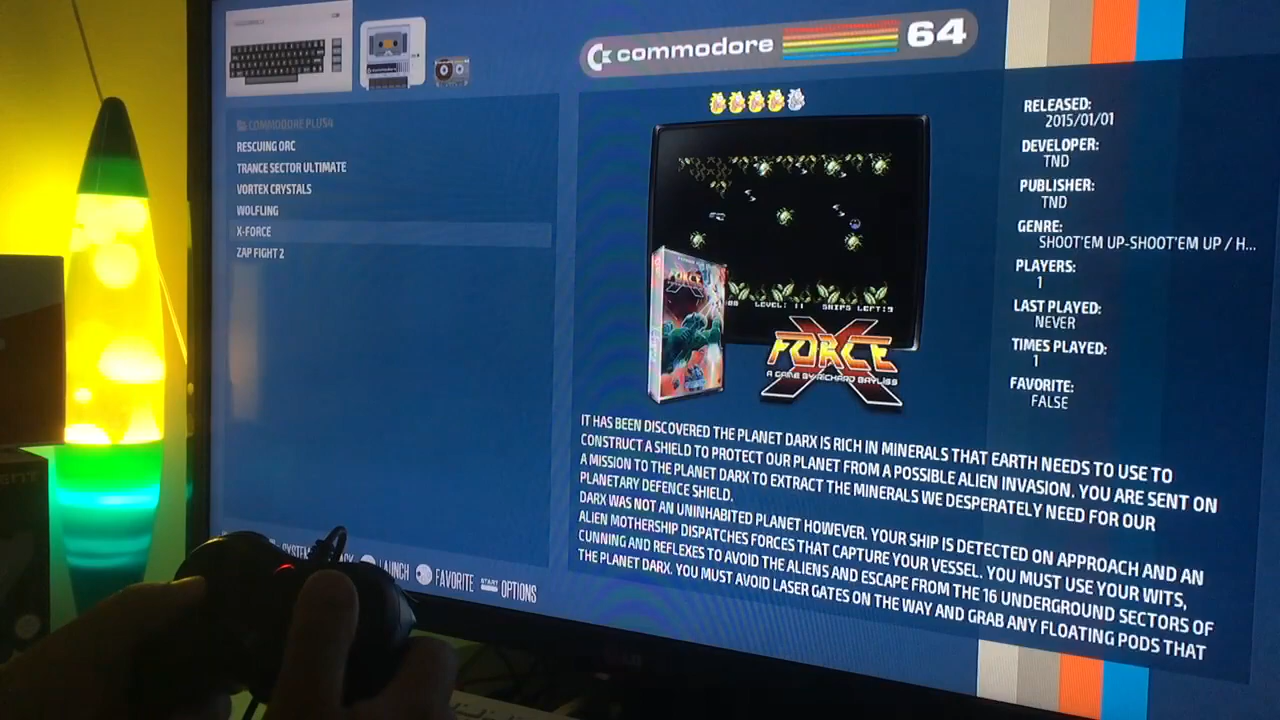 commodore 64
COMMODORE PLUS4
RESCUING ORC
TRANCE SECTOR ULTIMATE
VORTEX CRYSTALS
WOLFLING
X-FORCE
ZAP FIGHT 2
LEVEL: 11 SHIPS LEFT:9
FORCE
X
FORCE
A GAME BY RICHARD BAYLISS
RELEASED:
2015/01/01
DEVELOPER:
TND
PUBLISHER:
TND
GENRE:
SHOOT'EM UP-SHOOT'EM UP / H...
PLAYERS:
1
LAST PLAYED:
NEVER
TIMES PLAYED:
1
FAVORITE:
FALSE
IT HAS BEEN DISCOVERED THE PLANET DARX IS RICH IN MINERALS THAT EARTH NEEDS TO USE TO
CONSTRUCT A SHIELD TO PROTECT OUR PLANET FROM A POSSIBLE ALIEN INVASION. YOU ARE SENT ON
A MISSION TO THE PLANET DARX TO EXTRACT THE MINERALS WE DESPERATELY NEED FOR OUR
PLANETARY DEFENCE SHIELD.
DARX WAS NOT AN UNINHABITED PLANET HOWEVER. YOUR SHIP IS DETECTED ON APPROACH AND AN
ALIEN MOTHERSHIP DISPATCHES FORCES THAT CAPTURE YOUR VESSEL. YOU MUST USE YOUR WITS,
CUNNING AND REFLEXES TO AVOID THE ALIENS AND ESCAPE FROM THE 16 UNDERGROUND SECTORS OF
THE PLANET DARX. YOU MUST AVOID LASER GATES ON THE WAY AND GRAB ANY FLOATING PODS THAT
LAUNCH FAVORITE START OPTIONS